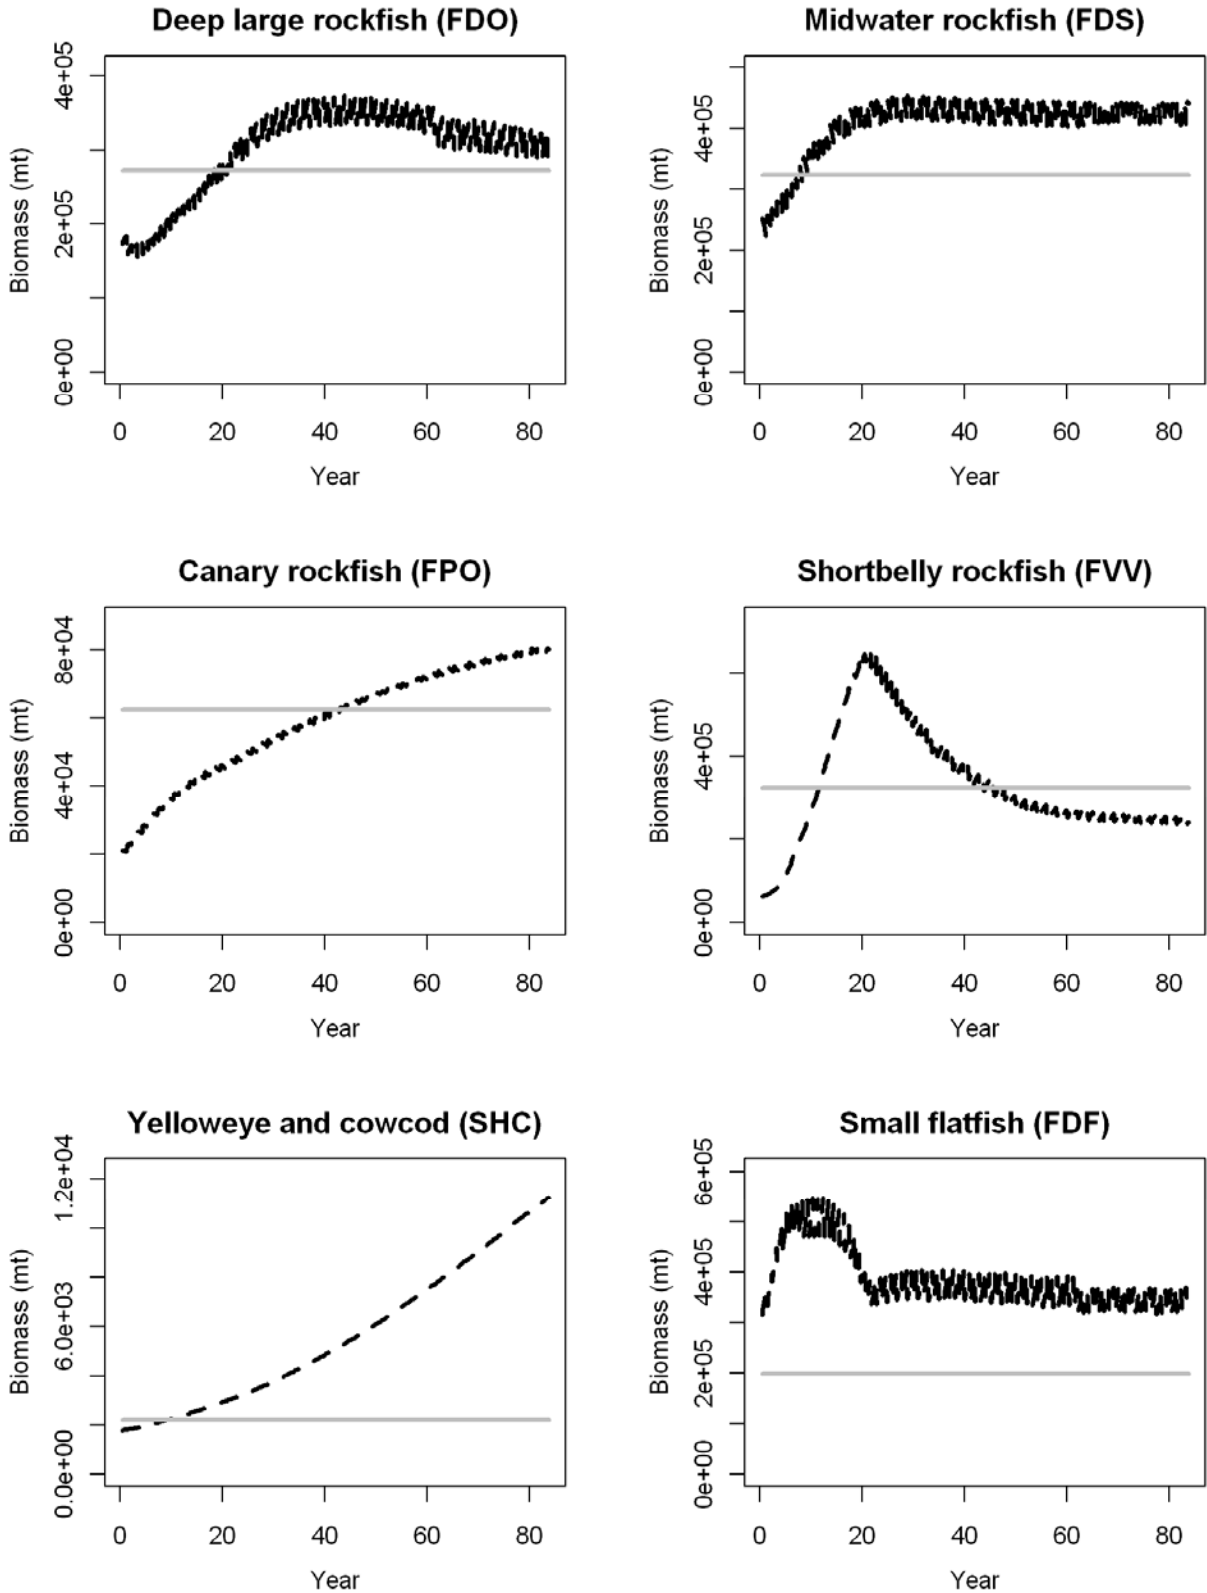 Deep large rockfish (FDO)
Biomass (mt)
0e+00 2e+05 4e+05
0 20 40 60 80
Year
Midwater rockfish (FDS)
Biomass (mt)
0e+00 2e+05 4e+05
0 20 40 60 80
Year
Canary rockfish (FPO)
Biomass (mt)
0e+00 4e+04 8e+04
0 20 40 60 80
Year
Shortbelly rockfish (FVV)
Biomass (mt)
0e+00 4e+05
0 20 40 60 80
Year
Yelloweye and cowcod (SHC)
Biomass (mt)
0.0e+00 6.0e+03 1.2e+04
0 20 40 60 80
Year
Small flatfish (FDF)
Biomass (mt)
0e+00 2e+05 4e+05 6e+05
0 20 40 60 80
Year